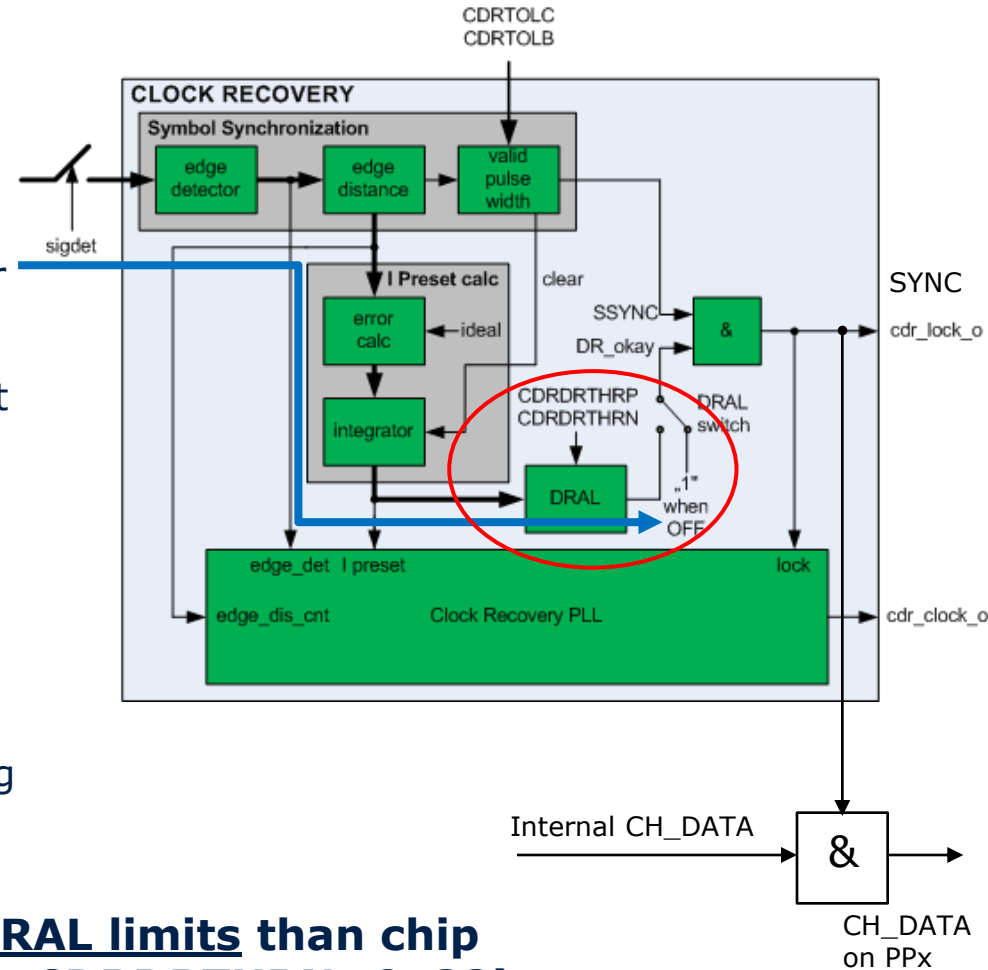 CDRTOLC
CDRTOLB
CLOCK RECOVERY
Symbol Synchronization
edge
detector
edge
distance
valid
pulse
width
sigdet
r
I Preset calc
clear
error
calc
ideal
SSYNC
DR_okay
&
SYNC
cdr_lock_o
t
integrator
CDRDRTHRP
CDRDRTHRN
DRAL
switch
DRAL
„1"
when
OFF
edge_det I preset
lock
edge_dis_cnt
Clock Recovery PLL
cdr_clock_o
g
Internal CH_DATA
&
CH_DATA
on PPx
RAL limits than chip